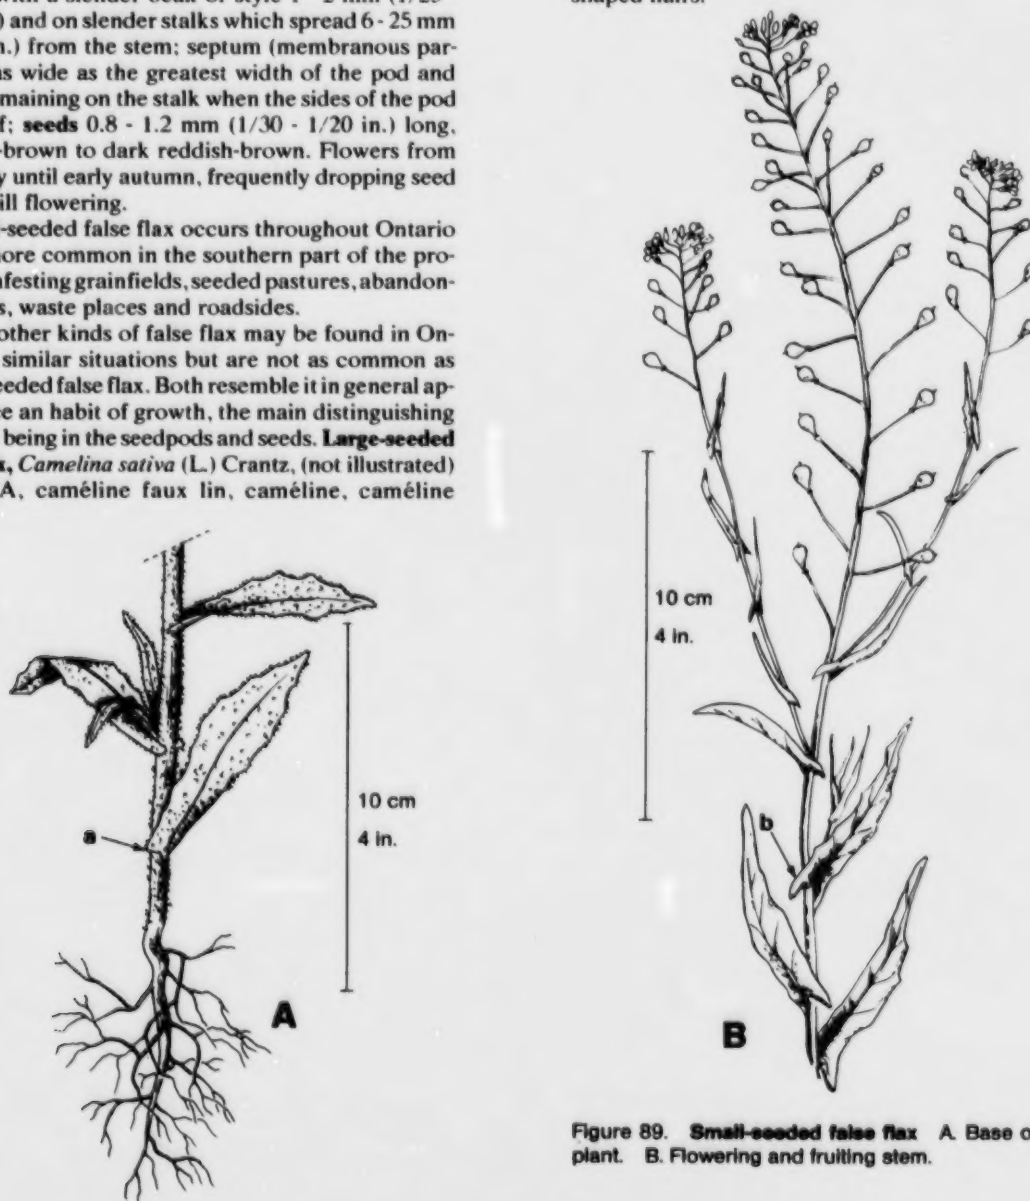 and on slender stalks which spread 6 - 25 mm
from the stem; septum (membranous par-
as wide as the greatest width of the pod and
maining on the stalk when the sides of the pod
seeds 0.8 - 1.2 mm (1/30 - 1/20 in.) long,
-brown to dark reddish-brown. Flowers from
until early autumn, frequently dropping seed
ill flowering.
-seeded false flax occurs throughout Ontario
ore common in the southern part of the pro-
nfesting grainfields, seeded pastures, abandon-
s, waste places and roadsides.
other kinds of false flax may be found in On-
similar situations but are not as common as
eeded false flax. Both resemble it in general ap-
e an habit of growth, the main distinguishing
being in the seedpods and seeds. Large-seeded
x, Camelina sativa (L.) Crantz, (not illustrated)
A, caméline faux lin, caméline, caméline
a
10 cm
4 in.
A
10 cm
4 in.
b
B
Figure 89. Small-seeded false flax A. Base o
plant. B. Flowering and fruiting stem.